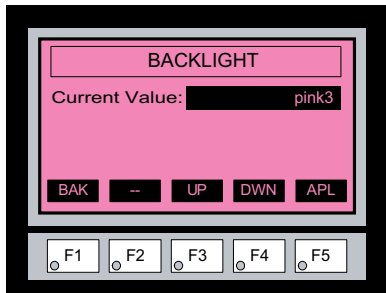 BACKLIGHT
Current Value: pink3
BAK -- UP DWN APL
F1 F2 F3 F4 F5